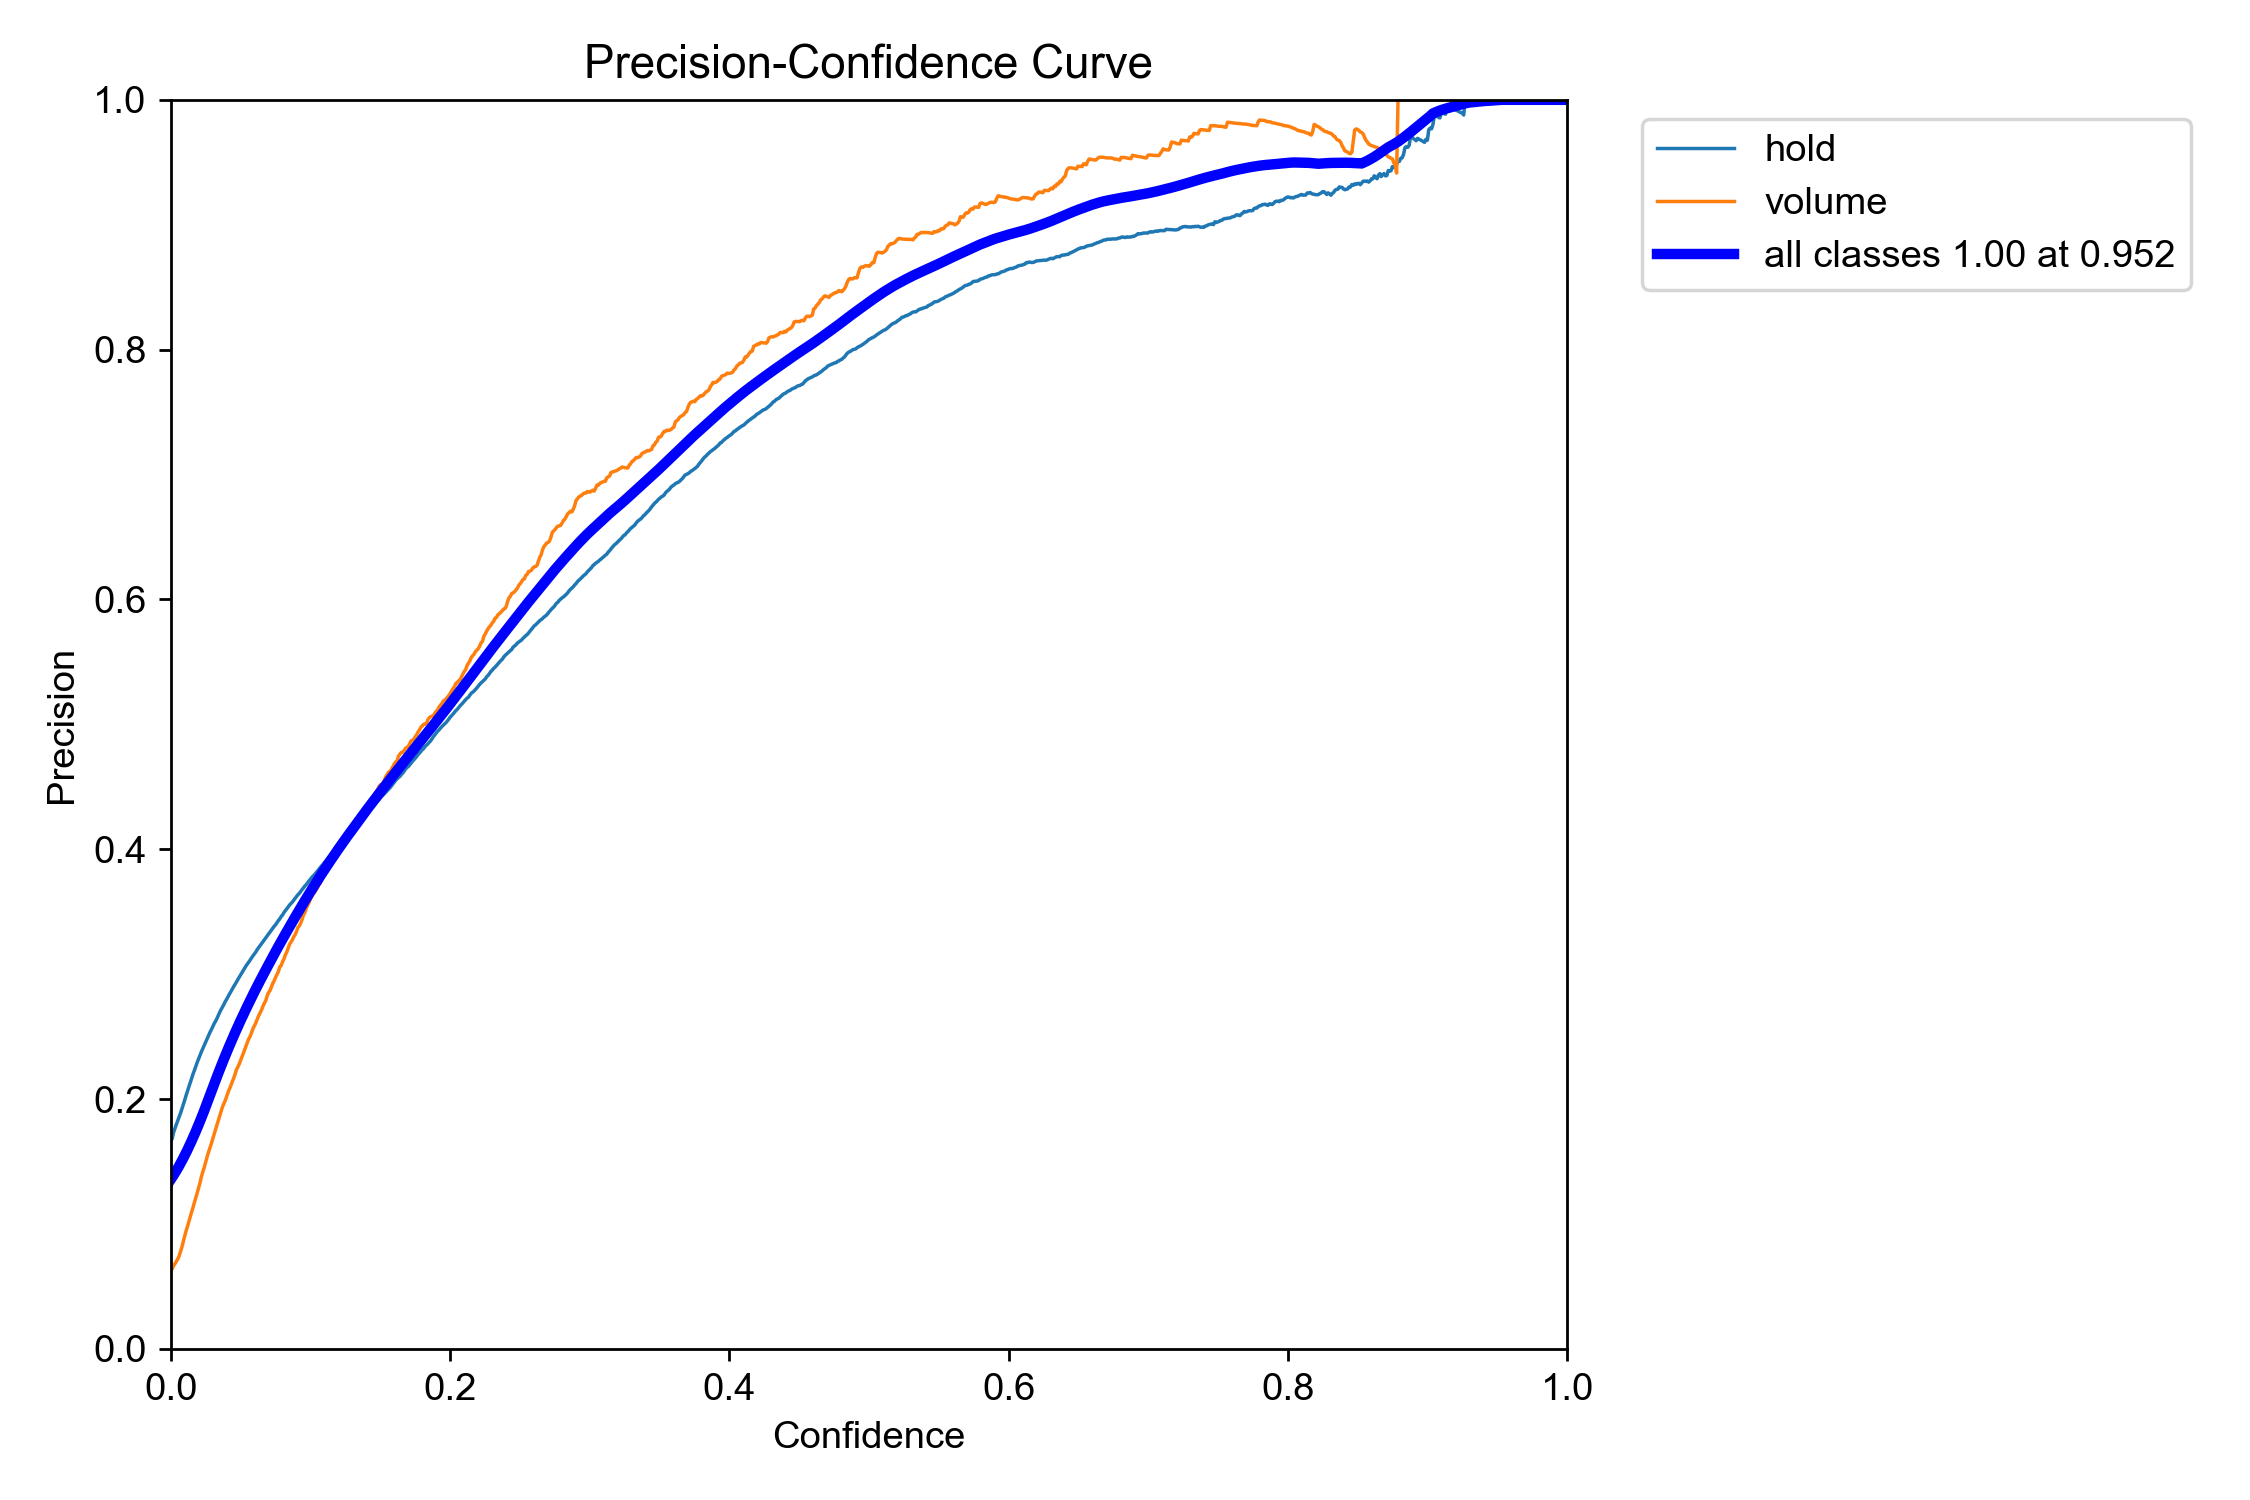 Precision-Confidence Curve
1.0
0.8
0.6
0.4
0.2
0.0
Precision
0.0 0.2 0.4 0.6 0.8 1.0
Confidence
hold
volume
all classes 1.00 at 0.952